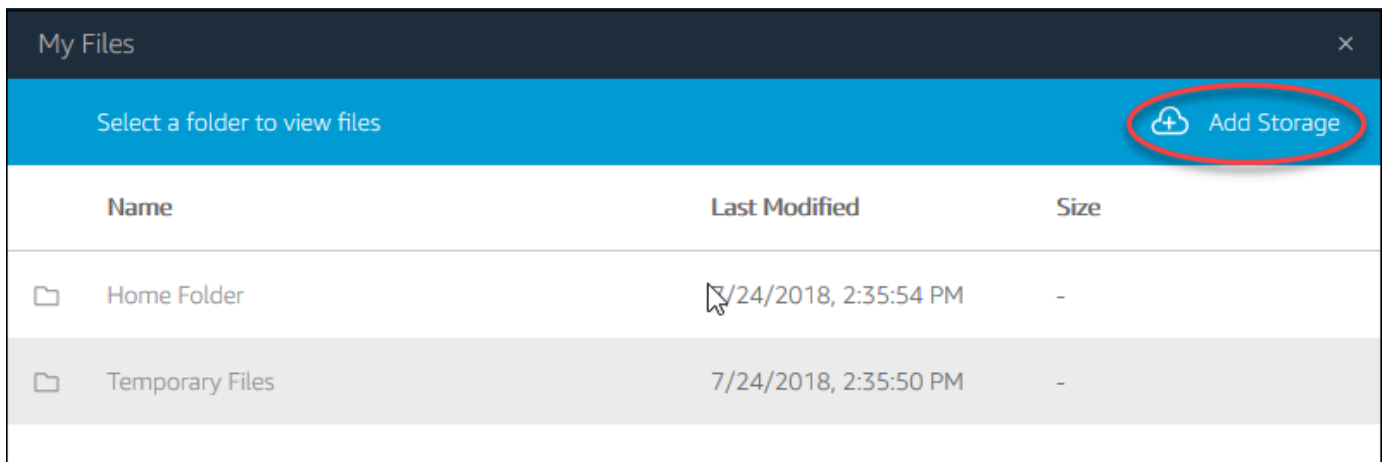 My Files ×
Select a folder to view files Add Storage
Name Last Modified Size
Home Folder 7/24/2018, 2:35:54 PM -
Temporary Files 7/24/2018, 2:35:50 PM -